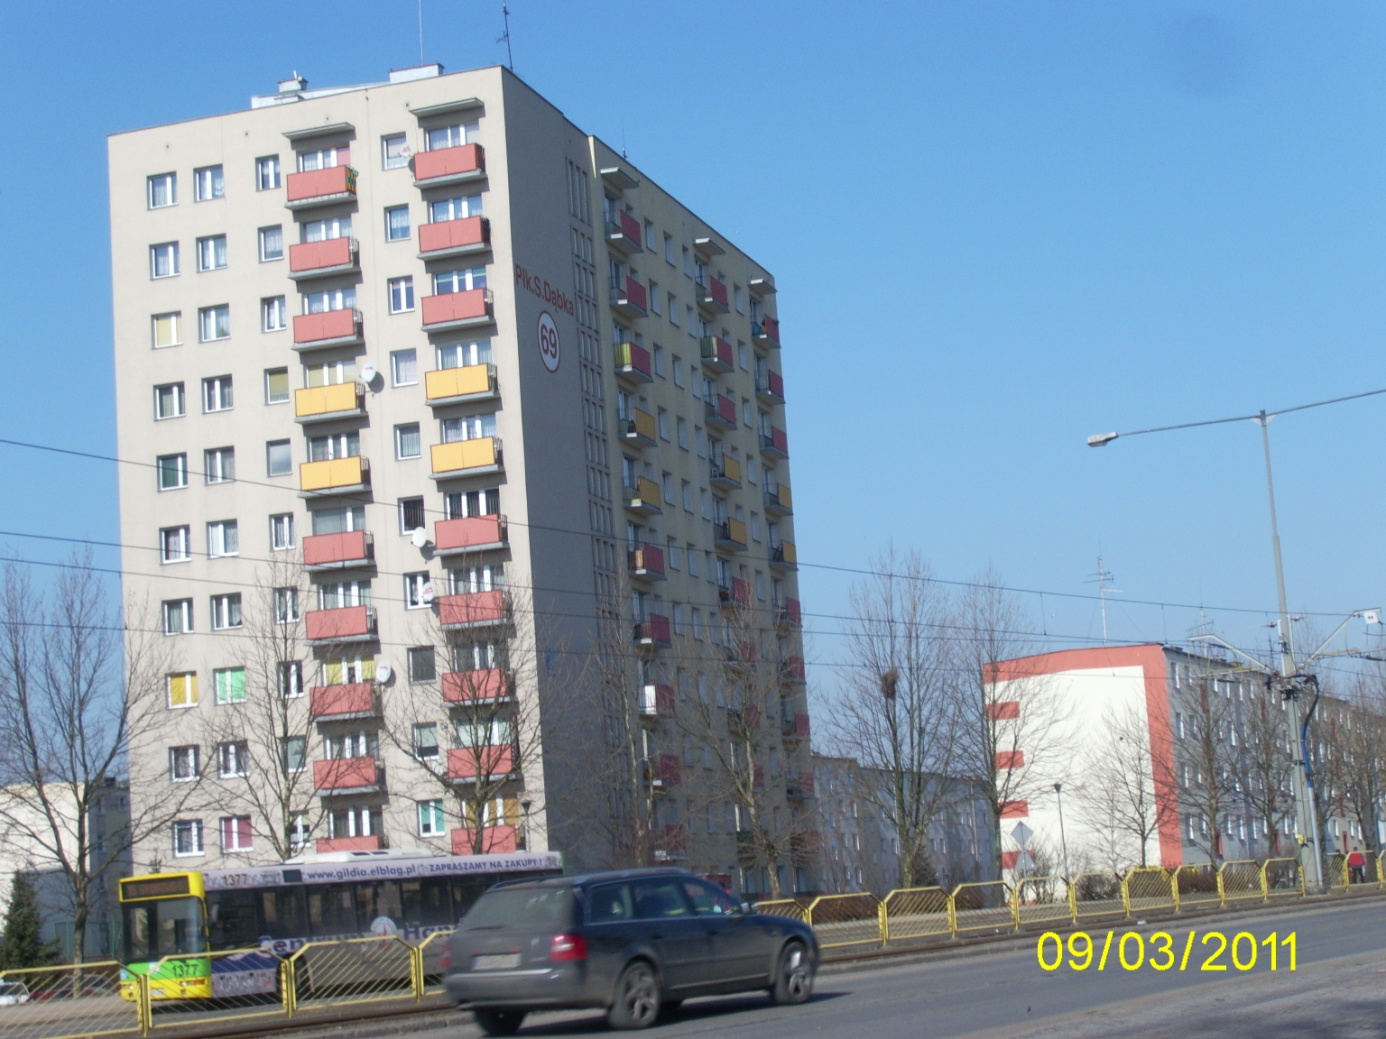 Płk.S.Dąbka
69
1377
www.gildia.elblag.pl
ZAPRASZAMY NA ZAKUPY !
1377
09/03/2011